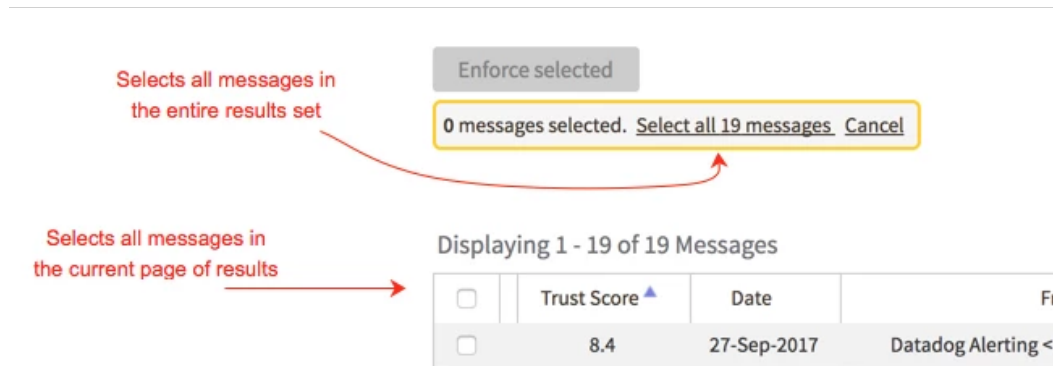 Enforce selected
Selects all messages in
the entire results set
0 messages selected. Select all 19 messages Cancel
Selects all messages in
the current page of results
Displaying 1 - 19 of 19 Messages
Trust Score Date
8.4 27-Sep-2017 Datadog Alerting <